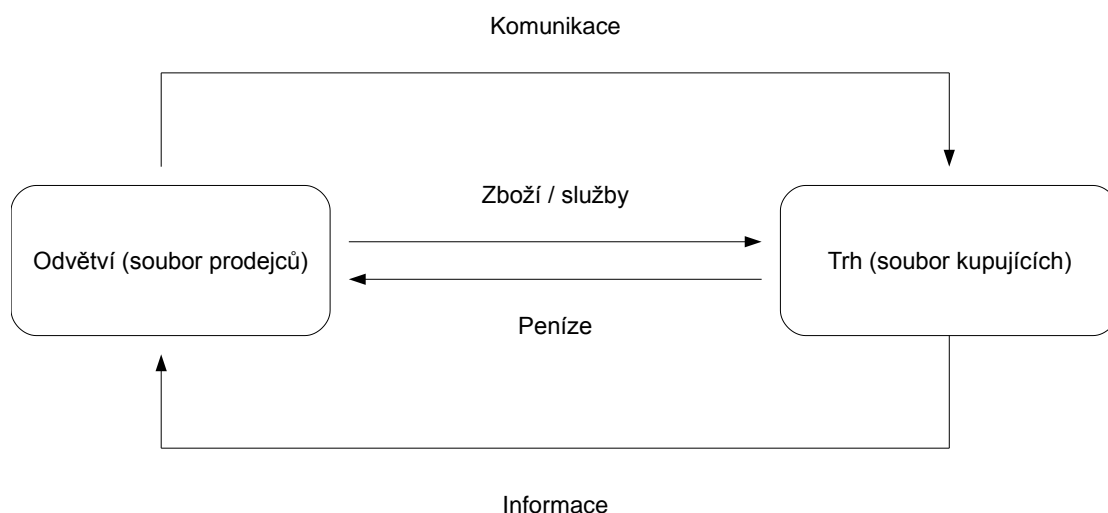 Komunikace
Zboží / služby
Odvětví (soubor prodejců)
Trh (soubor kupujících)
Peníze
Informace